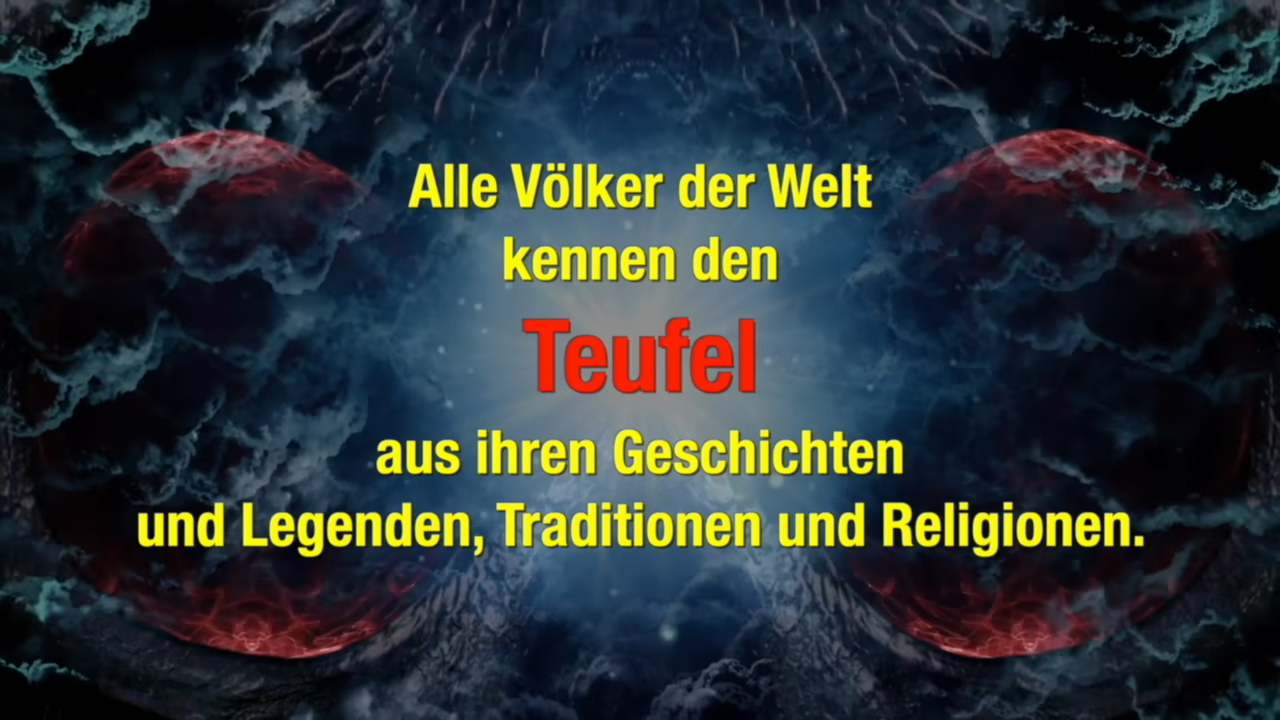 Alle Völker der Welt
kennen den
Teufel
aus ihren Geschichten
und Legenden, Traditionen und Religionen.